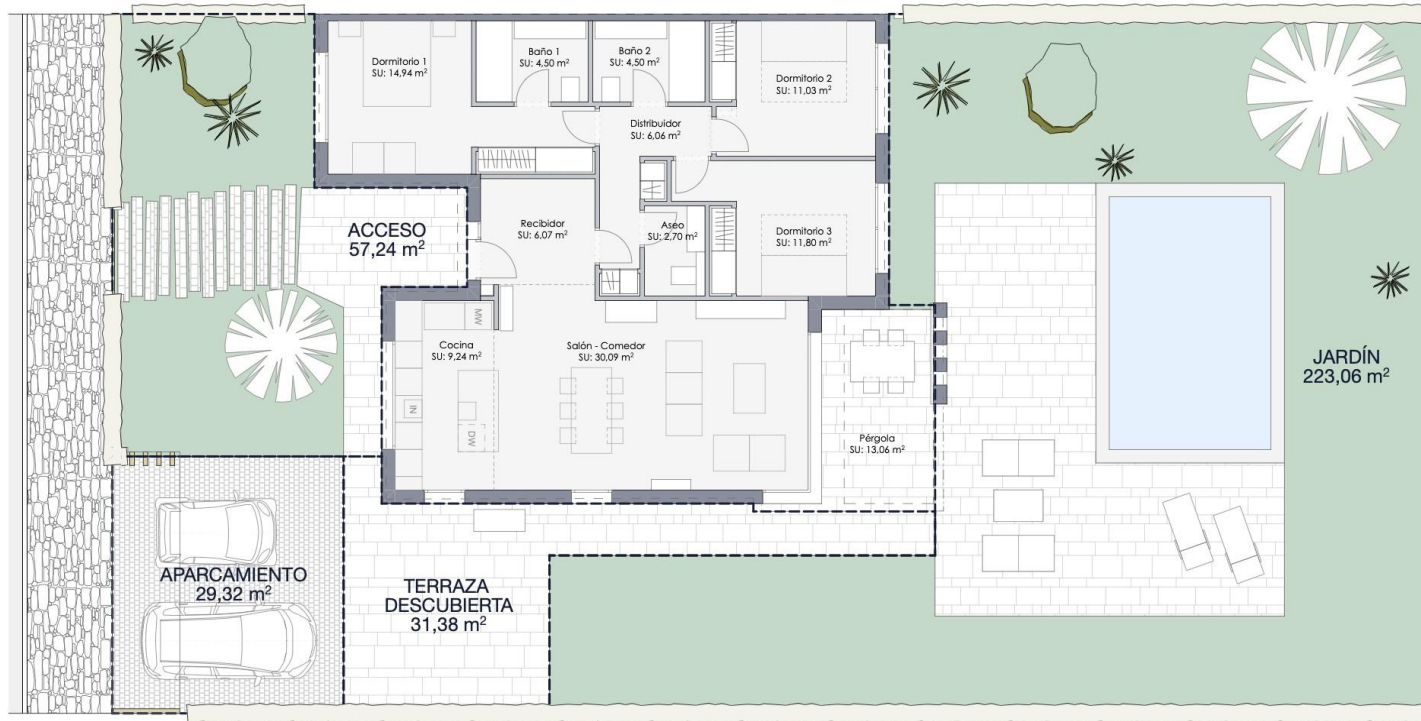 Dormitorio 1
SU: 14,94 m²
Baño 1
SU: 4,50 m²
Baño 2
SU: 4,50 m²
Dormitorio 2
SU: 11,03 m²
Distribuidor
SU: 6,06 m²
ACCESO
57,24 m²
Recibidor
SU: 6,07 m²
Aseo
SU: 2,70 m²
Dormitorio 3
SU: 11,80 m²
MW
Cocina
SU: 9,24 m²
Salón - Comedor
SU: 30,09 m²
JARDÍN
223,06 m²
IN
DW
Pérgola
SU: 13,06 m²
APARCAMIENTO
29,32 m²
TERRAZA
DESCUBIERTA
31,38 m²